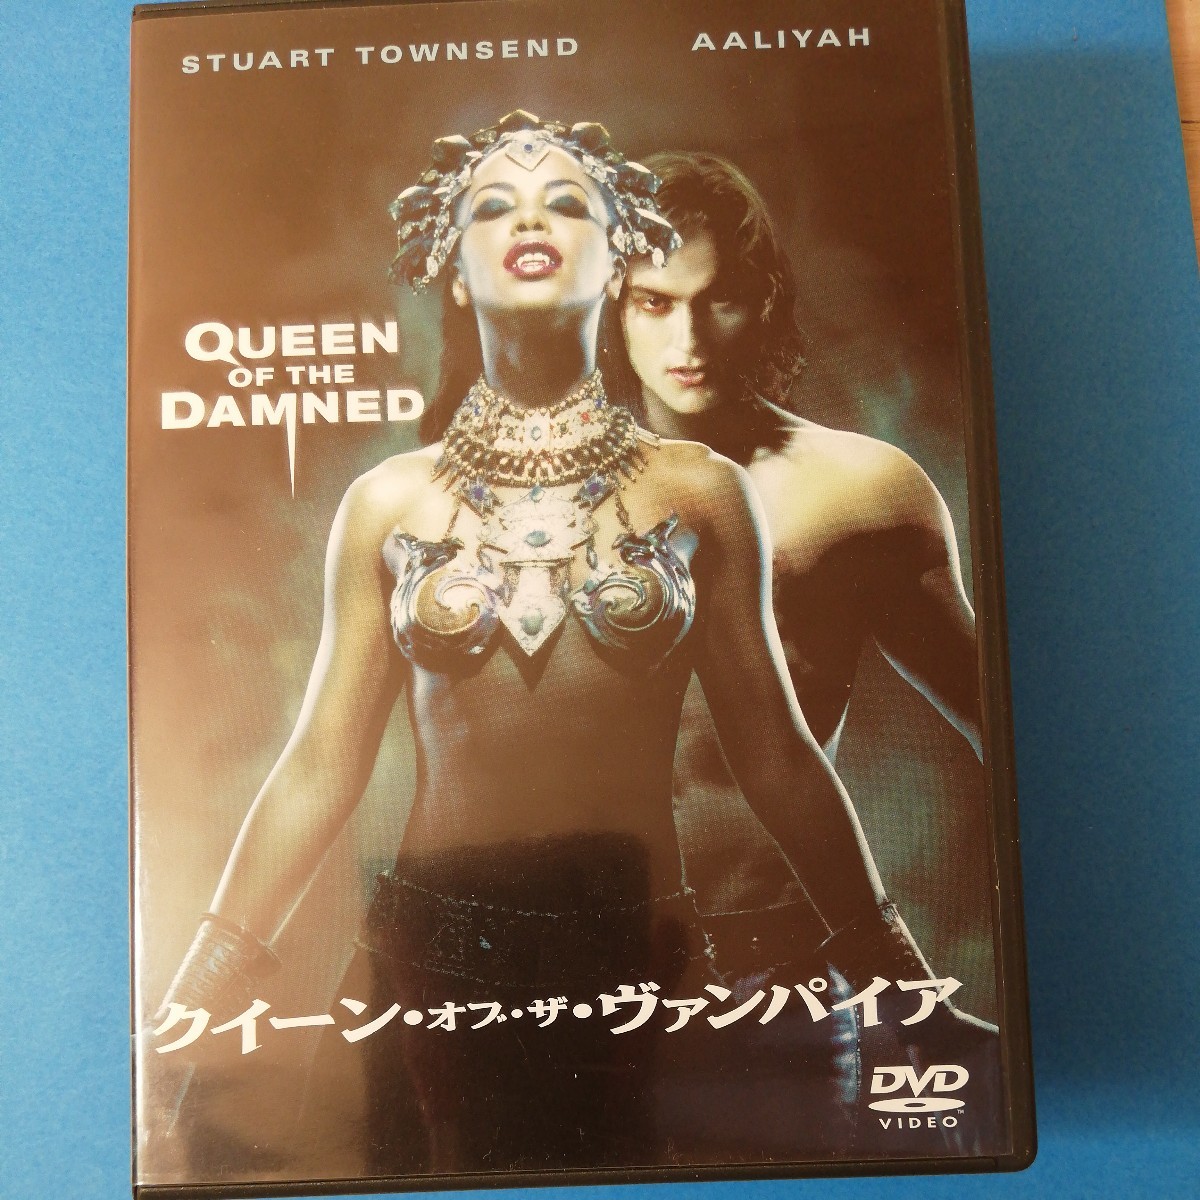 STUART TOWNSEND AALIYAH
QUEEN
OF THE
DAMNED
クイーン・オブ・ザ・ヴァンパイア
DVD
™
VIDEO